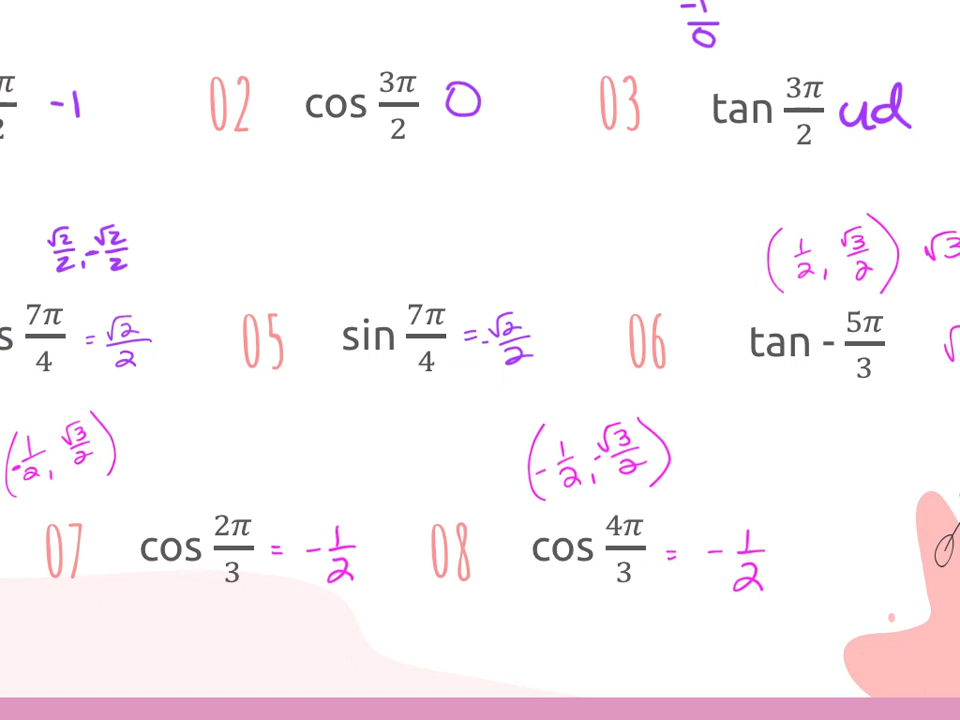 -1/0
π/2 -1
02 cos 3π/2 0
03 tan 3π/2 ud
√2/2, -√2/2
(1/2, √3/2) √3
s 7π/4 = √2/2
05 sin 7π/4 = -√2/2
06 tan - 5π/3 √
(-1/2, √3/2)
(-1/2, -√3/2)
07 cos 2π/3 = -1/2
08 cos 4π/3 = -1/2